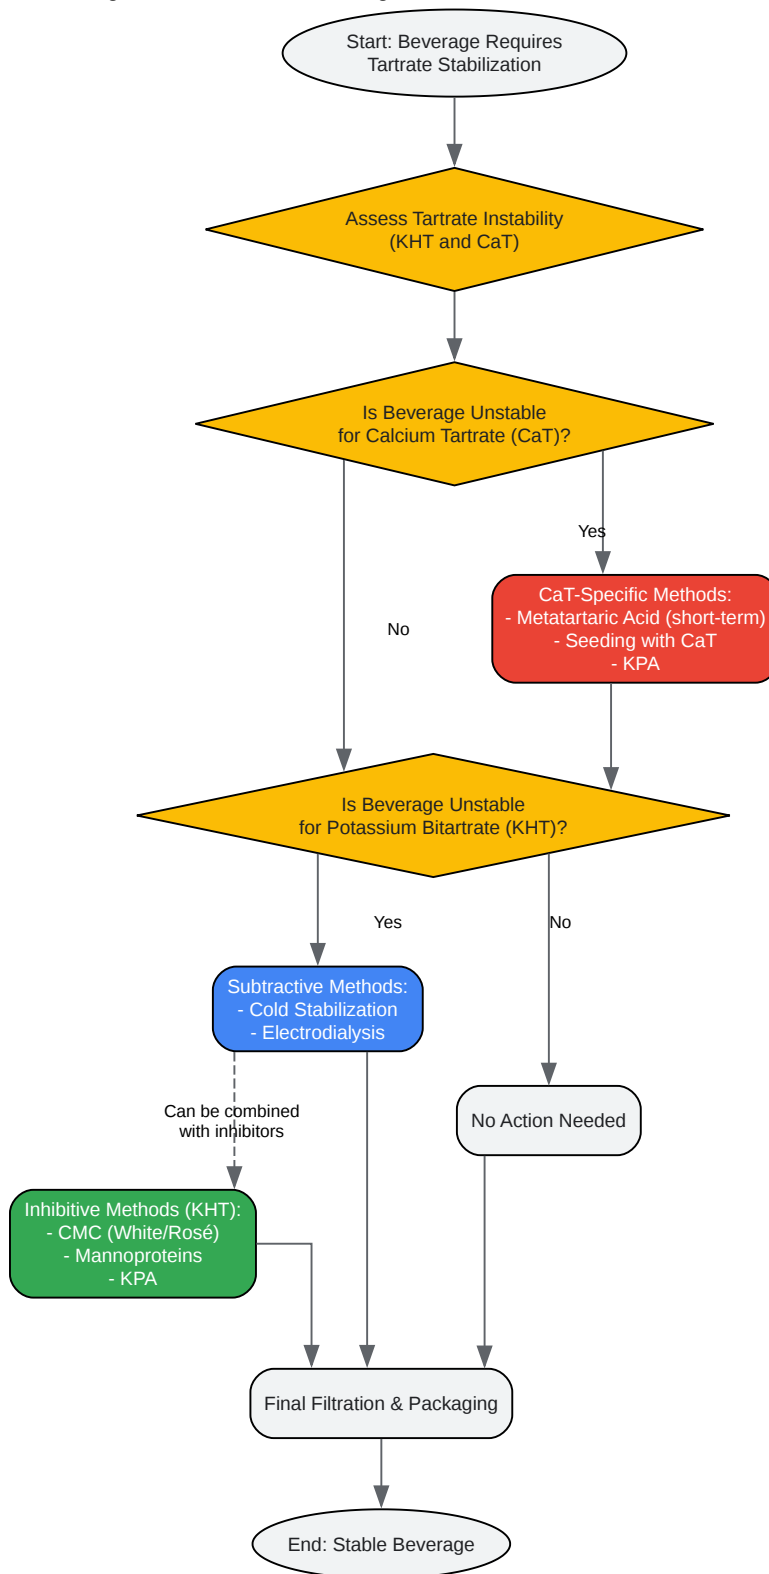 Start: Beverage Requires
Tartrate Stabilization
Assess Tartrate Instability
(KHT and CaT)
Is Beverage Unstable
for Calcium Tartrate (CaT)?
Yes
CaT-Specific Methods:
- Metatartaric Acid (short-term)
- Seeding with CaT
- KPA
No
Is Beverage Unstable
for Potassium Bitartrate (KHT)?
Yes
No
Subtractive Methods:
- Cold Stabilization
- Electrodialysis
Can be combined
with inhibitors
No Action Needed
Inhibitive Methods (KHT):
- CMC (White/Rosé)
- Mannoproteins
- KPA
Final Filtration & Packaging
End: Stable Beverage